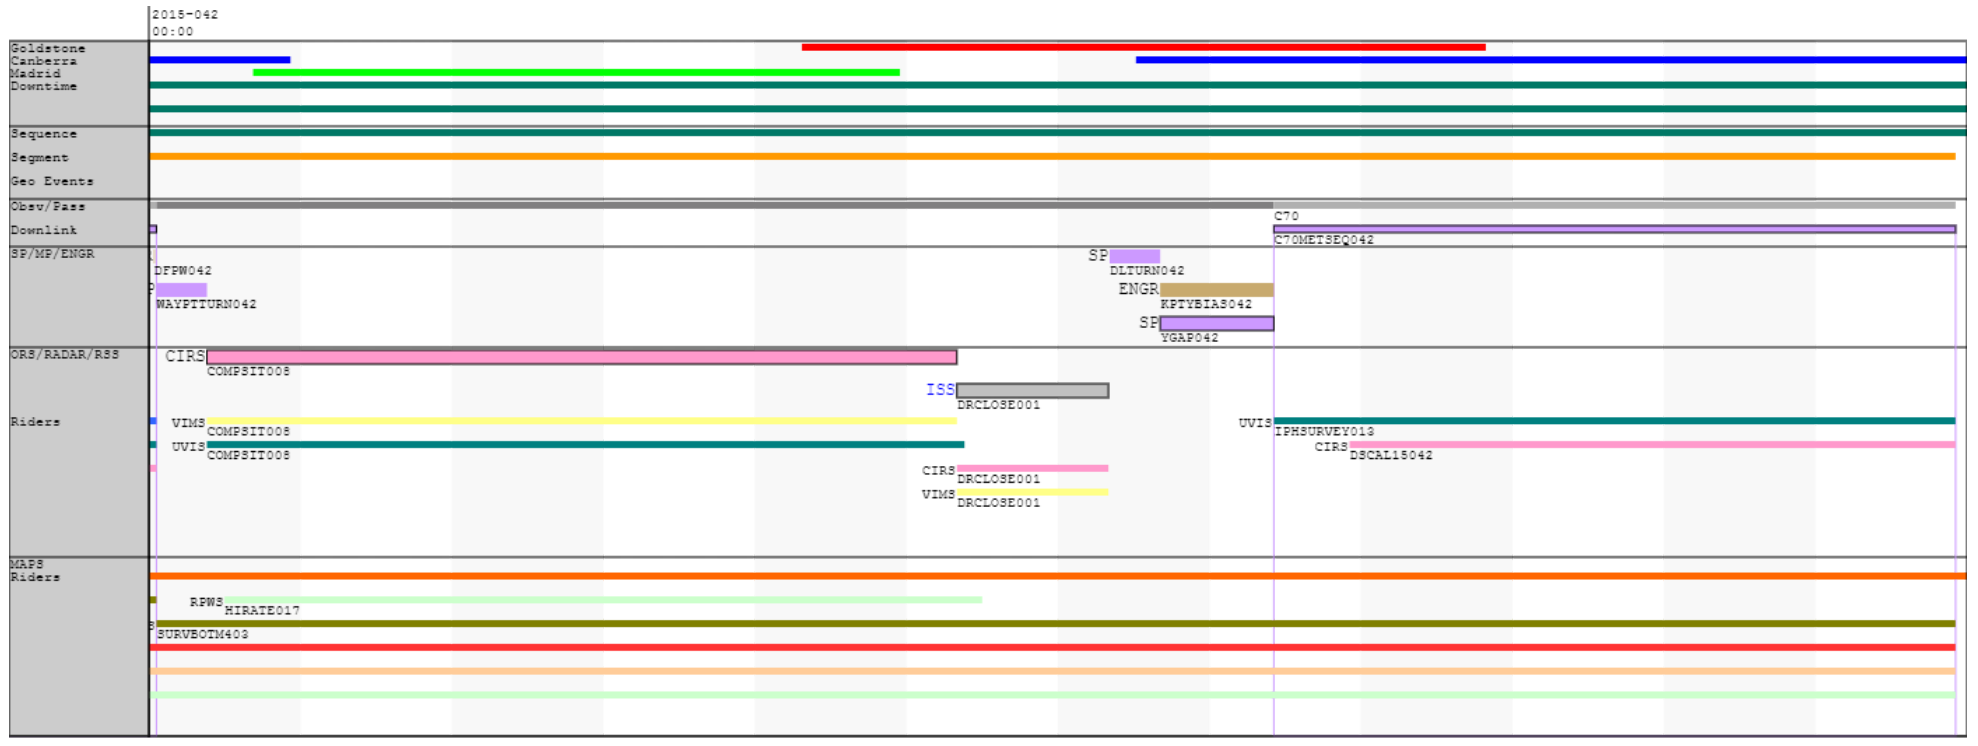 2015-042
00:00
Goldstone
Canberra
Madrid
Downtime
Sequence
Segment
Geo Events
Obsv/Pass
C70
Downlink
C70METSEQ042
SP/MP/ENGR
SP
DFPW042
DLTURN042
P
ENGR
WAYPTTURN042
KPTYBIAS042
SP
YGAP042
ORS/RADAR/RSS
CIRS
COMPSIT008
ISS
DRCLOSE001
Riders
VIMS
UVIS
COMPSIT008
IPHSURVEY013
UVIS
CIRS
COMPSIT008
DSCAL15042
CIRS
DRCLOSE001
VIMS
DRCLOSE001
MAPS
Riders
RPWS
HIRATE017
S
SURVBOTM403